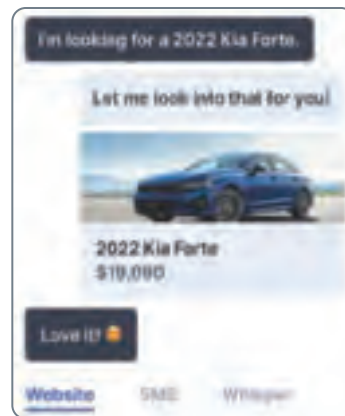 I'm looking for a 2022 Kia Forte.
Let me look into that for you!
2022 Kia Forte
$19,090
Love it!
Website SMS Whisper